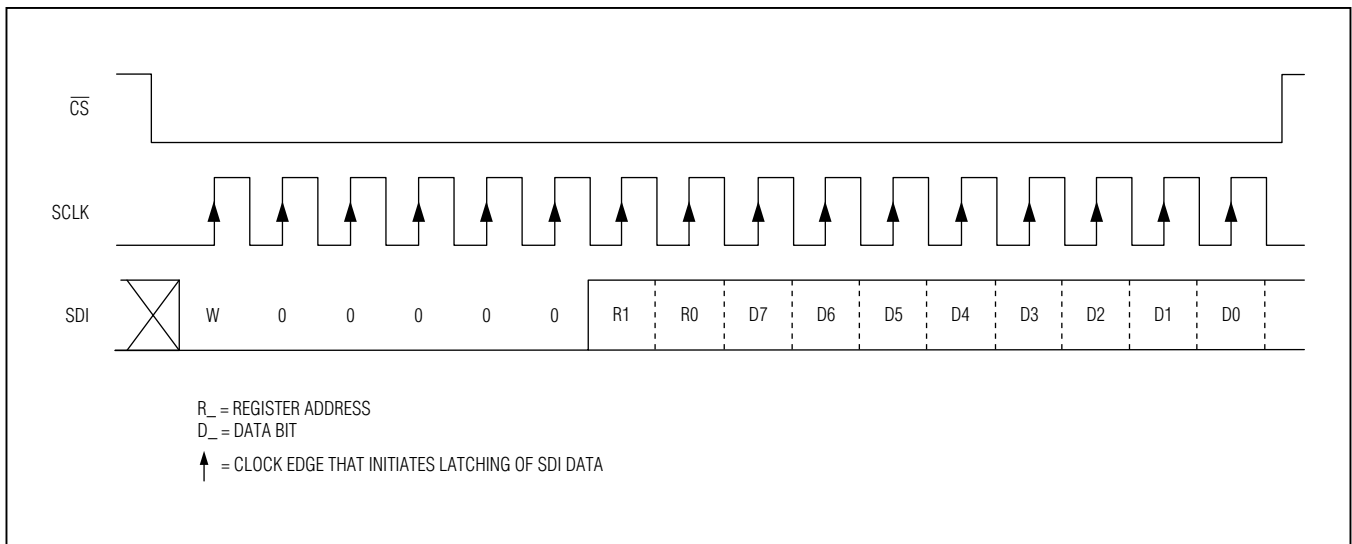 C̅S̅
SCLK
SDI W 0 0 0 0 0 R1 R0 D7 D6 D5 D4 D3 D2 D1 D0
R_ = REGISTER ADDRESS
D_ = DATA BIT
= CLOCK EDGE THAT INITIATES LATCHING OF SDI DATA